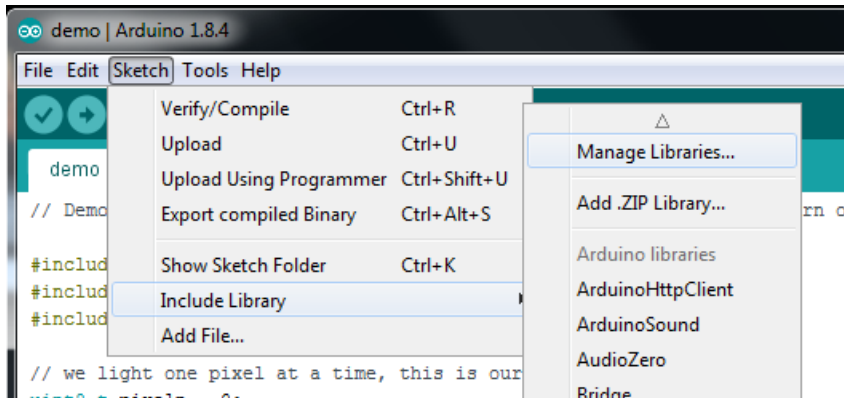 demo | Arduino 1.8.4
File Edit Sketch Tools Help
Verify/Compile Ctrl+R
Upload Ctrl+U
Upload Using Programmer Ctrl+Shift+U
Export compiled Binary Ctrl+Alt+S
Show Sketch Folder Ctrl+K
Include Library
Add File...
Manage Libraries...
Add .ZIP Library...
Arduino libraries
ArduinoHttpClient
ArduinoSound
AudioZero
Bridge
demo
// Demo
rn o
#includ
#includ
#includ
// we light one pixel at a time, this is our